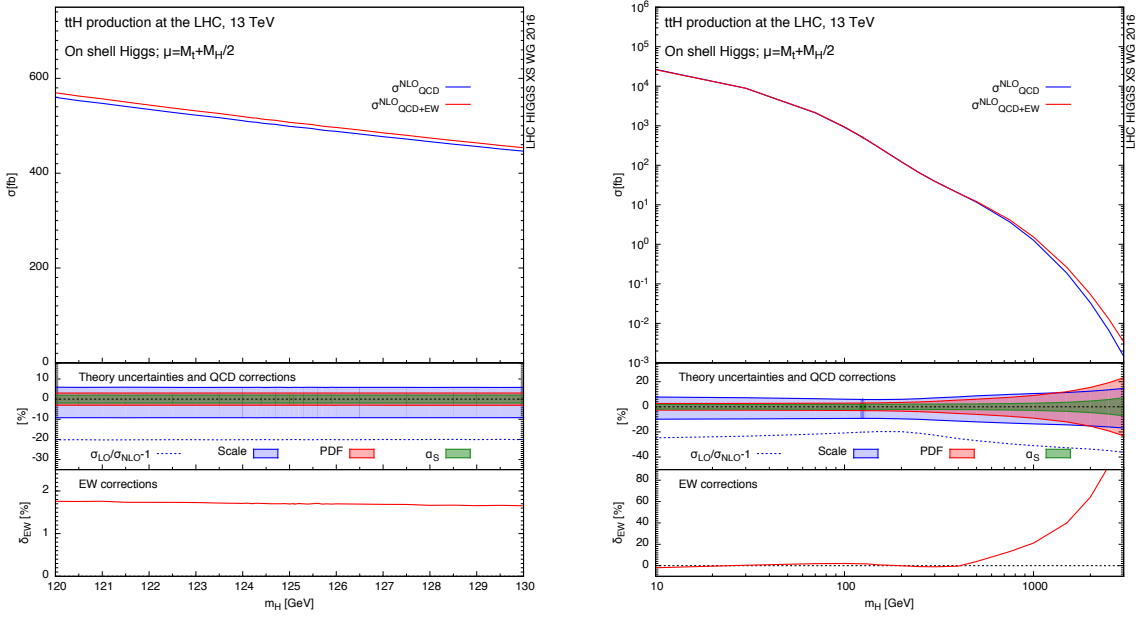 ttH production at the LHC, 13 TeV
On shell Higgs; μ=Mt+MH/2
LHC HIGGS XS WG 2016
σNLOQCD
σNLOQCD+EW
σ[fb]
600
400
200
0
Theory uncertainties and QCD corrections
[%]
10
0
-10
-20
-30
σLO/σNLO-1
Scale
PDF
αS
EW corrections
δEW [%]
2
1
0
120 121 122 123 124 125 126 127 128 129 130
mH [GeV]
ttH production at the LHC, 13 TeV
On shell Higgs; μ=Mt+MH/2
LHC HIGGS XS WG 2016
σNLOQCD
σNLOQCD+EW
σ[fb]
10^6
10^5
10^4
10^3
10^2
10^1
10^0
10^-1
10^-2
10^-3
Theory uncertainties and QCD corrections
[%]
20
0
-20
-40
σLO/σNLO-1
Scale
PDF
αS
EW corrections
δEW [%]
80
60
40
20
0
10 100 1000
mH [GeV]